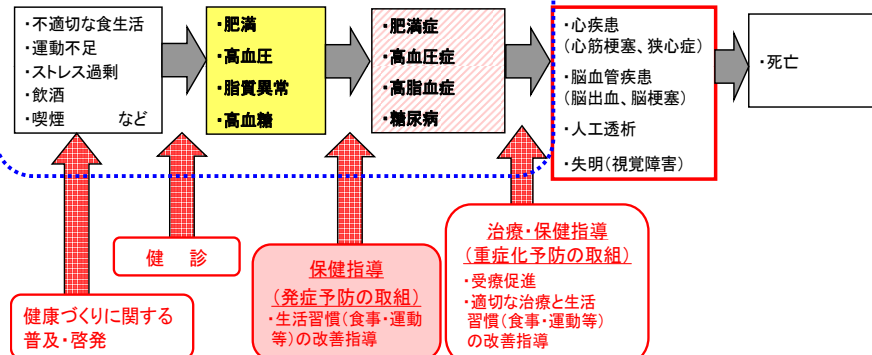 ・不適切な食生活
・運動不足
・ストレス過剰
・飲酒
・喫煙　　　など
・肥満
・高血圧
・脂質異常
・高血糖
・肥満症
・高血圧症
・高脂血症
・糖尿病
・心疾患
(心筋梗塞、狭心症)
・脳血管疾患
(脳出血、脳梗塞)
・人工透析
・失明(視覚障害)
・死亡
健康づくりに関する
普及・啓発
健　診
保健指導
(発症予防の取組)
・生活習慣(食事・運動
等)の改善指導
治療・保健指導
(重症化予防の取組)
・受療促進
・適切な治療と生活
習慣(食事・運動等)
の改善指導